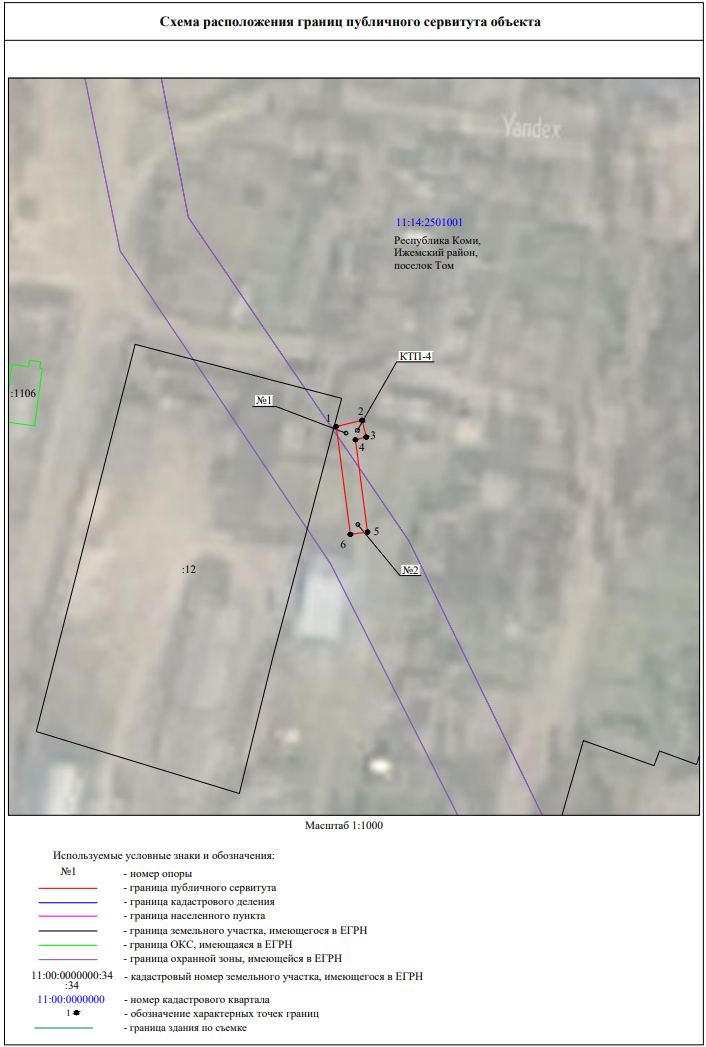 Схема расположения границ публичного сервитута объекта
Yandex
11:14:2501001
Республика Коми,
Ижемский район,
поселок Том
КТП-4
:1106
№1
1
2
3
4
5
6
№2
:12
Масштаб 1:1000
Используемые условные знаки и обозначения:
№1 - номер опоры
- граница публичного сервитута
- граница кадастрового деления
- граница населенного пункта
- граница земельного участка, имеющегося в ЕГРН
- граница ОКС, имеющаяся в ЕГРН
- граница охранной зоны, имеющейся в ЕГРН
11:00:0000000:34 - кадастровый номер земельного участка, имеющегося в ЕГРН
:34
11:00:0000000 - номер кадастрового квартала
1 - обозначение характерных точек границ
- граница здания по съемке